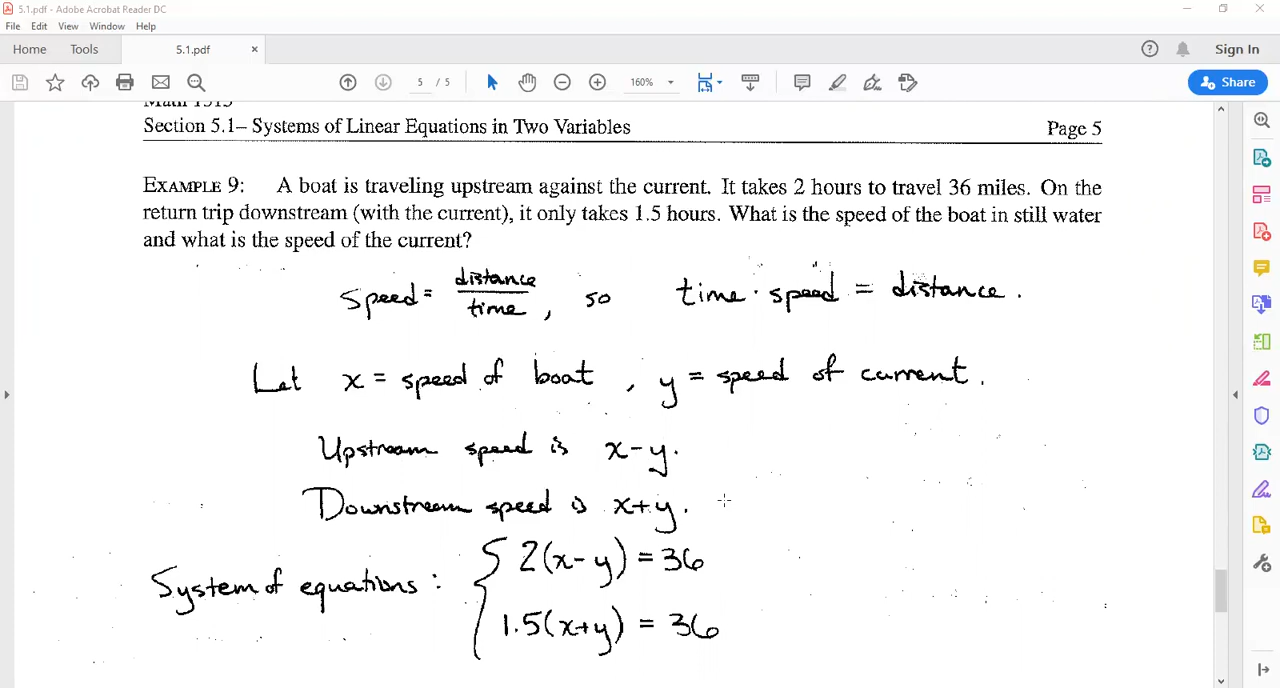 5.1.pdf - Adobe Acrobat Reader DC
File Edit View Window Help
Home Tools 5.1.pdf × Sign In
5 / 5 160% Share
Math 1313
Section 5.1– Systems of Linear Equations in Two Variables Page 5
EXAMPLE 9: A boat is traveling upstream against the current. It takes 2 hours to travel 36 miles. On the
return trip downstream (with the current), it only takes 1.5 hours. What is the speed of the boat in still water
and what is the speed of the current?
speed = distance/time, so time · speed = distance.
Let x = speed of boat, y = speed of current.
Upstream speed is x-y.
Downstream speed is x+y.
System of equations: { 2(x-y) = 36
1.5(x+y) = 36